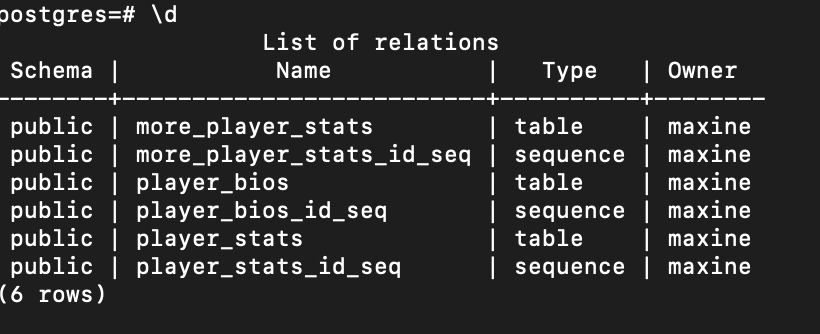 postgres=# \d
                   List of relations
 Schema |           Name            |   Type   | Owner
--------+---------------------------+----------+--------
 public | more_player_stats         | table    | maxine
 public | more_player_stats_id_seq  | sequence | maxine
 public | player_bios               | table    | maxine
 public | player_bios_id_seq        | sequence | maxine
 public | player_stats              | table    | maxine
 public | player_stats_id_seq       | sequence | maxine
(6 rows)